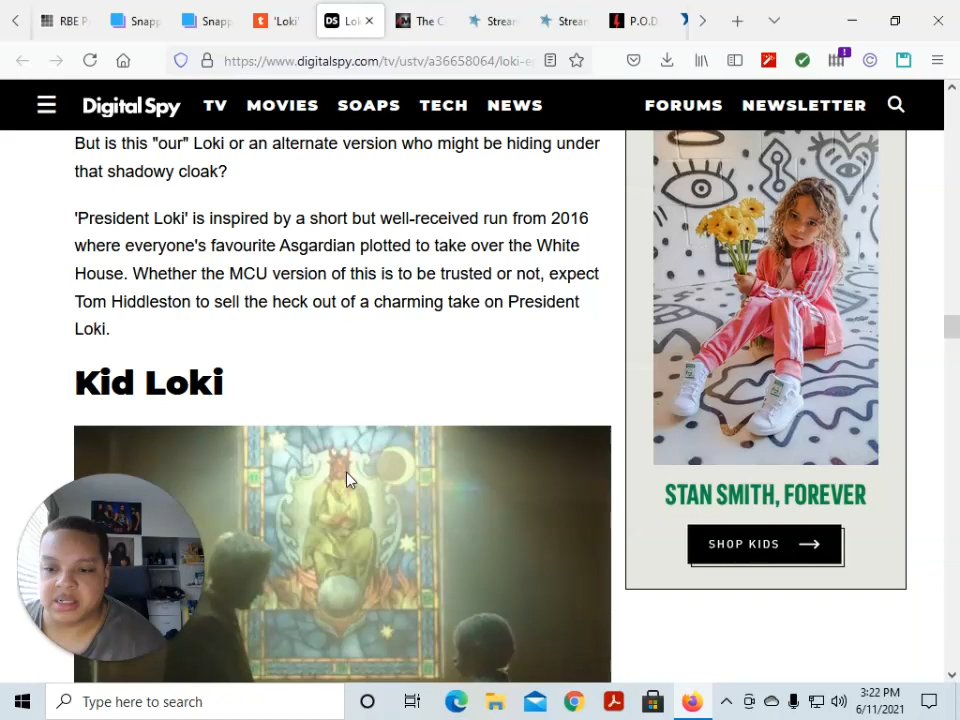 RBE P
Snapp
Snapp
'Loki'
Lok
The C
Stream
Stream
P.O.D
https://www.digitalspy.com/tv/ustv/a36658064/loki-e
DigitalSpy TV MOVIES SOAPS TECH NEWS FORUMS NEWSLETTER
But is this "our" Loki or an alternate version who might be hiding under
that shadowy cloak?
'President Loki' is inspired by a short but well-received run from 2016
where everyone's favourite Asgardian plotted to take over the White
House. Whether the MCU version of this is to be trusted or not, expect
Tom Hiddleston to sell the heck out of a charming take on President
Loki.
Kid Loki
STAN SMITH, FOREVER
SHOP KIDS
Type here to search
3:22 PM
6/11/2021